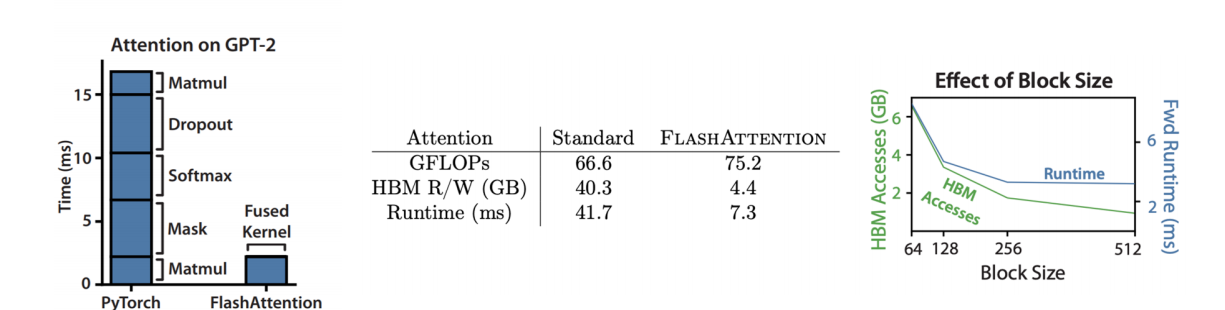 Attention on GPT-2
Time (ms)
15
10
5
0
Matmul
Dropout
Softmax
Mask
Matmul
Fused
Kernel
PyTorch
FlashAttention
Attention Standard FLASHATTENTION
GFLOPs 66.6 75.2
HBM R/W (GB) 40.3 4.4
Runtime (ms) 41.7 7.3
Effect of Block Size
HBM Accesses (GB)
6
4
2
Runtime
HBM
Accesses
6
2
Fwd Runtime (ms)
64 128 256 512
Block Size